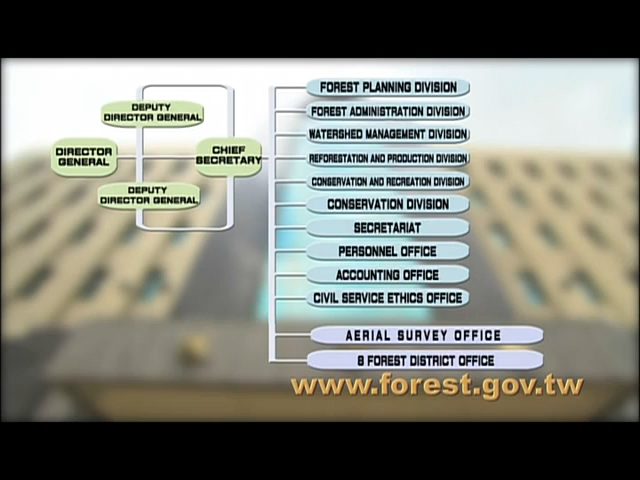 DEPUTY
DIRECTOR GENERAL
DIRECTOR
GENERAL
CHIEF
SECRETARY
DEPUTY
DIRECTOR GENERAL
FOREST PLANNING DIVISION
FOREST ADMINISTRATION DIVISION
WATERSHED MANAGEMENT DIVISION
REFORESTATION AND PRODUCTION DIVISION
CONSERVATION AND RECREATION DIVISION
CONSERVATION DIVISION
SECRETARIAT
PERSONNEL OFFICE
ACCOUNTING OFFICE
CIVIL SERVICE ETHICS OFFICE
AERIAL SURVEY OFFICE
8 FOREST DISTRICT OFFICE
www.forest.gov.tw